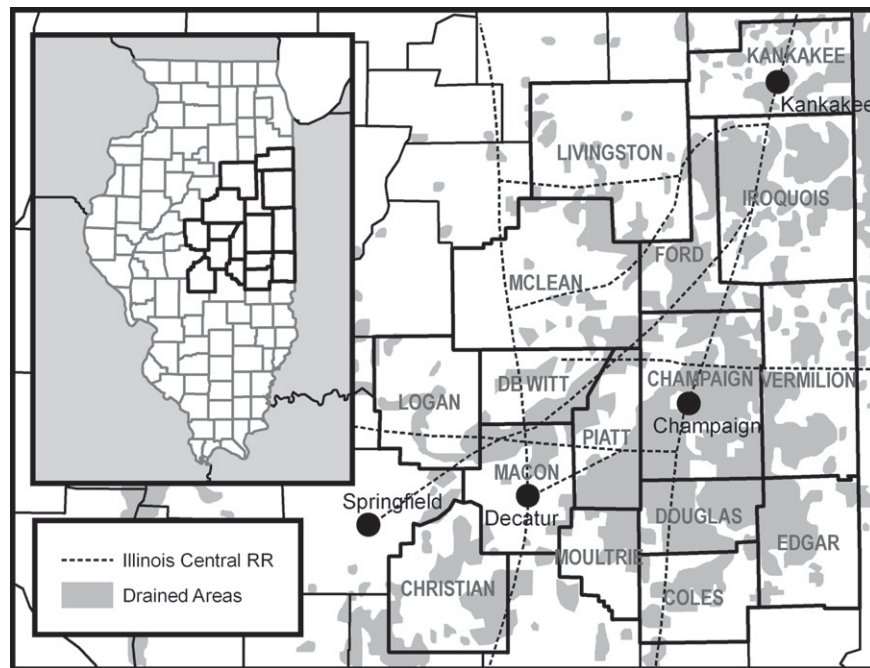 KANKAKEE
Kankakee
LIVINGSTON
IROQUOIS
FORD
MCLEAN
DB WITT
CHAMPAIGN
VERMILION
LOGAN
Champaign
PIATT
MACON
Springfield
Decatur
DOUGLAS
EDGAR
MOULTRIE
CHRISTIAN
COLES
Illinois Central RR
Drained Areas